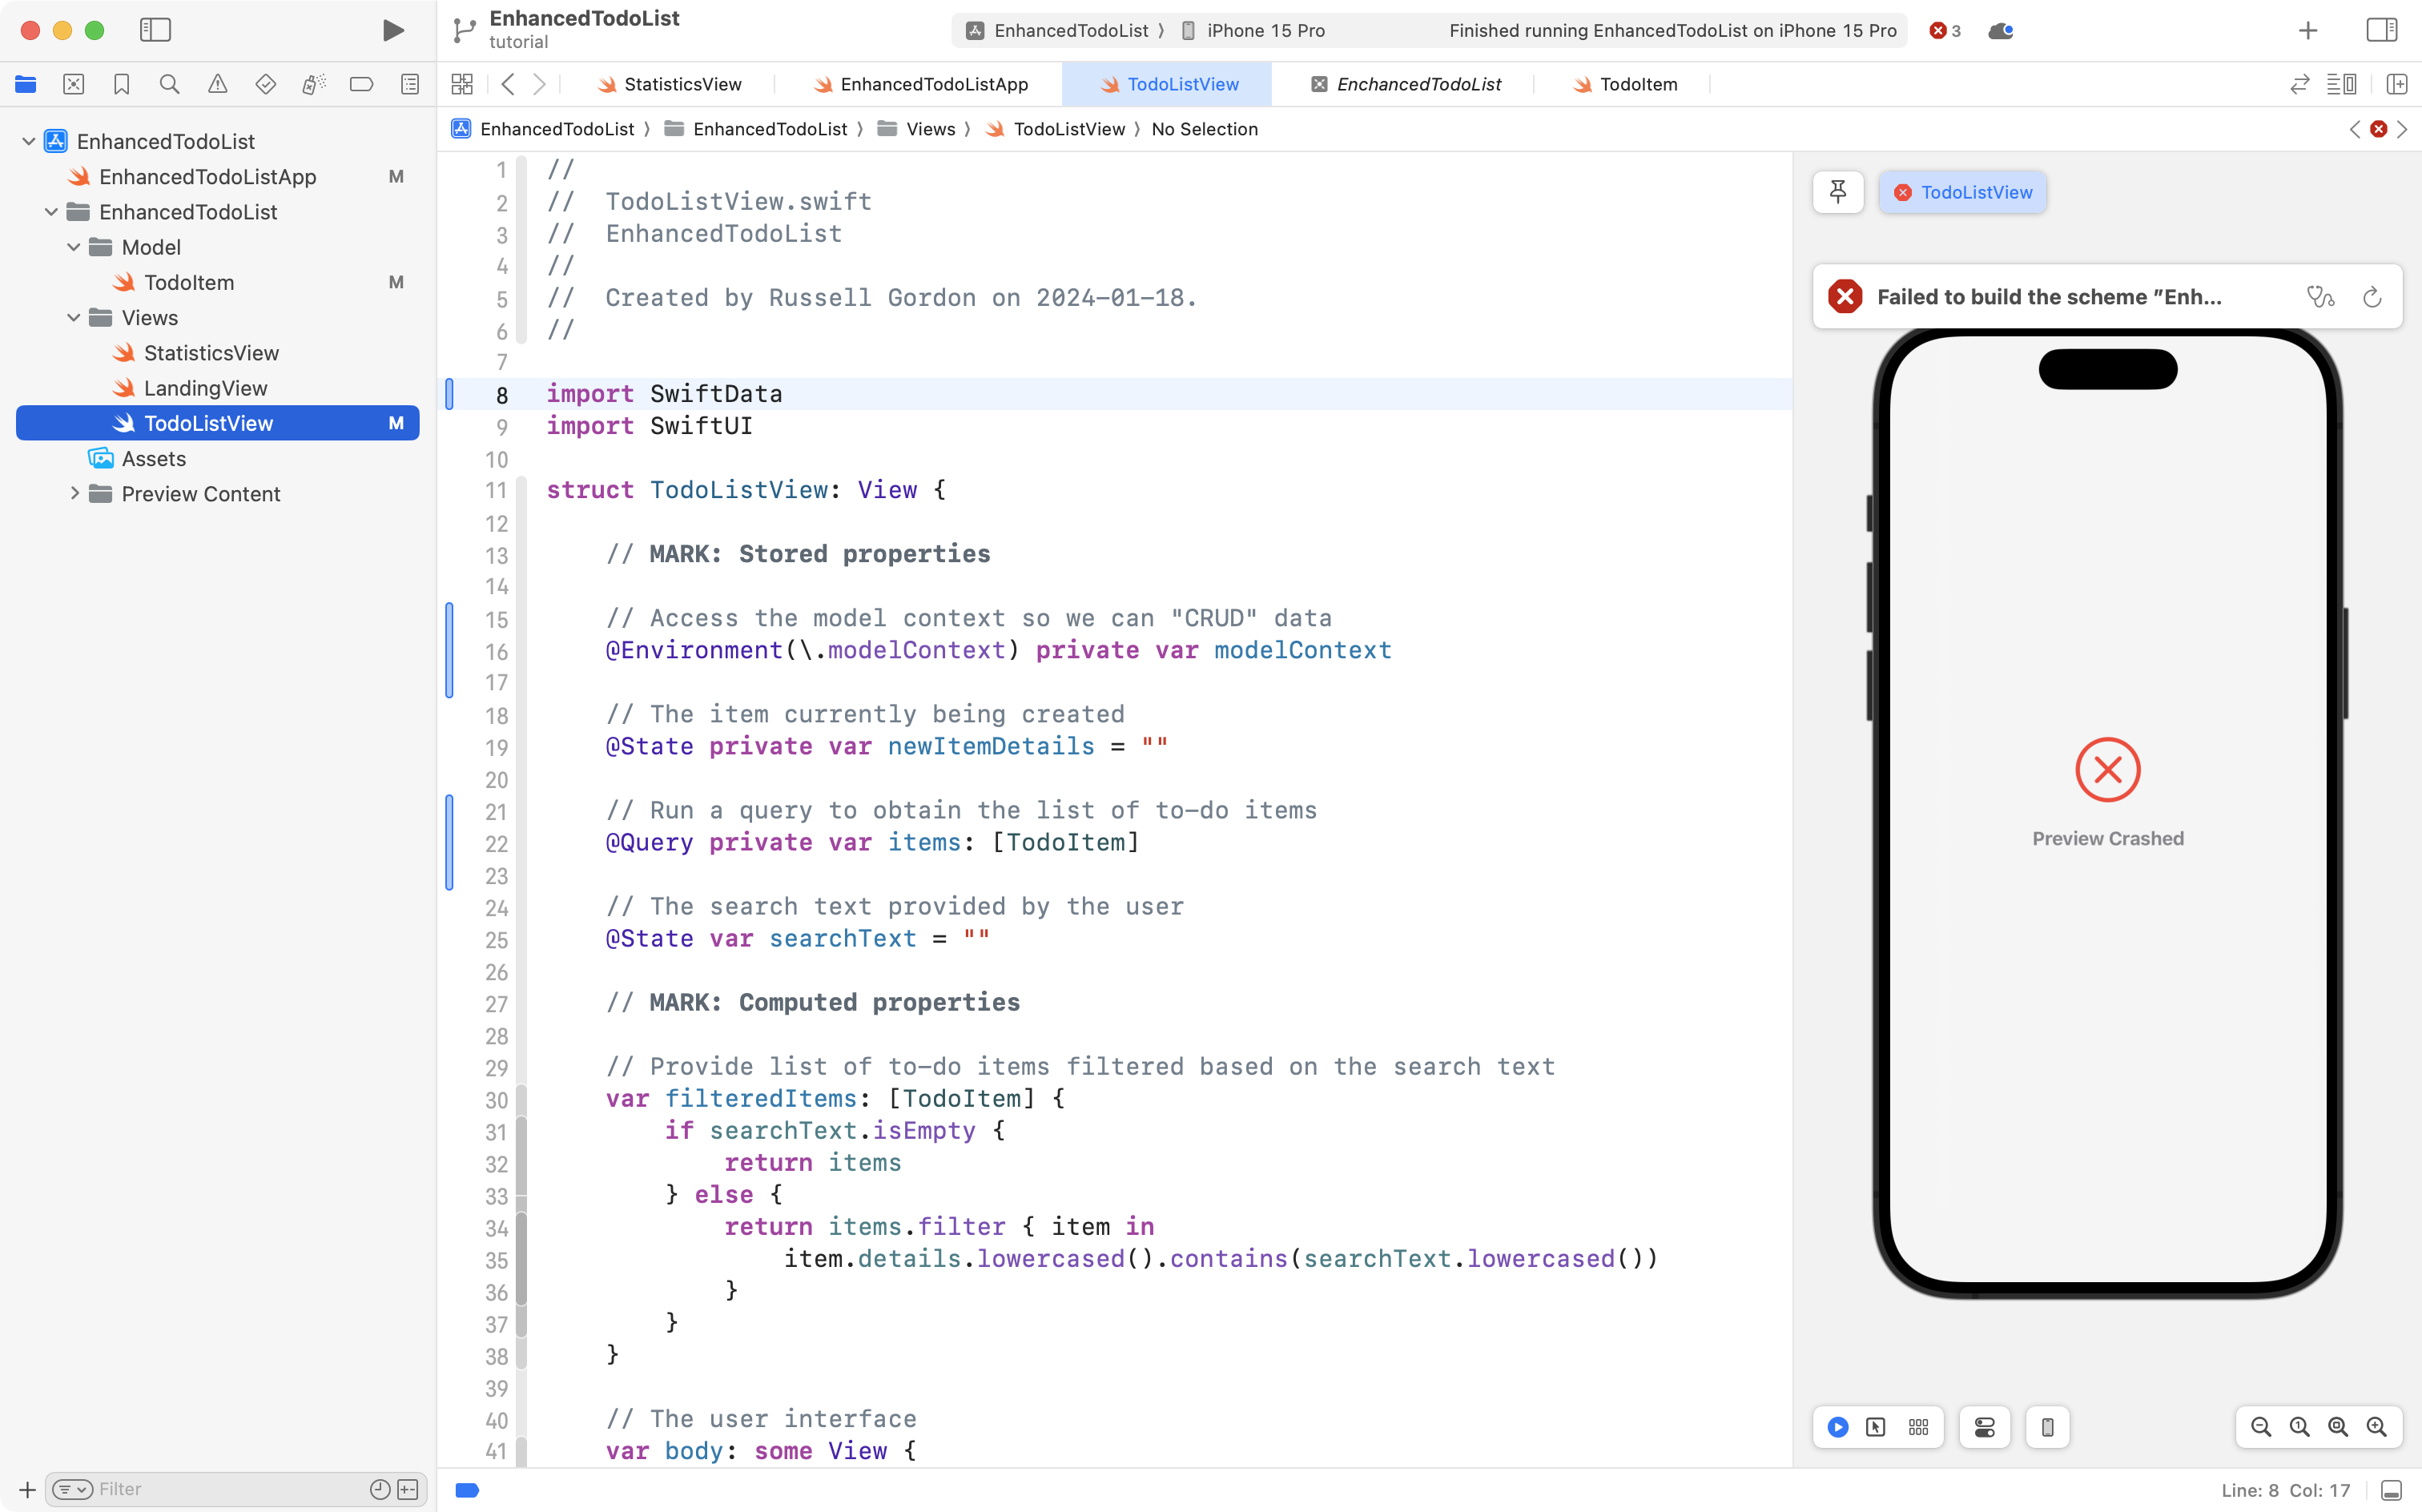 EnhancedTodoList
tutorial
EnhancedTodoList 〉 iPhone 15 Pro
Finished running EnhancedTodoList on iPhone 15 Pro
3
StatisticsView
EnhancedTodoListApp
TodoListView
EnchancedTodoList
TodoItem
EnhancedTodoList 〉 EnhancedTodoList 〉 Views 〉 TodoListView 〉 No Selection
EnhancedTodoList
EnhancedTodoListApp M
EnhancedTodoList
Model
TodoItem M
Views
StatisticsView
LandingView
TodoListView M
Assets
Preview Content
Filter
1 //
2 //  TodoListView.swift
3 //  EnhancedTodoList
4 //
5 //  Created by Russell Gordon on 2024-01-18.
6 //
7
8 import SwiftData
9 import SwiftUI
10
11 struct TodoListView: View {
12
13     // MARK: Stored properties
14
15     // Access the model context so we can "CRUD" data
16     @Environment(\.modelContext) private var modelContext
17
18     // The item currently being created
19     @State private var newItemDetails = ""
20
21     // Run a query to obtain the list of to-do items
22     @Query private var items: [TodoItem]
23
24     // The search text provided by the user
25     @State var searchText = ""
26
27     // MARK: Computed properties
28
29     // Provide list of to-do items filtered based on the search text
30     var filteredItems: [TodoItem] {
31         if searchText.isEmpty {
32             return items
33         } else {
34             return items.filter { item in
35                 item.details.lowercased().contains(searchText.lowercased())
36             }
37         }
38     }
39
40     // The user interface
41     var body: some View {
TodoListView
Failed to build the scheme "Enh...
Preview Crashed
Line: 8 Col: 17